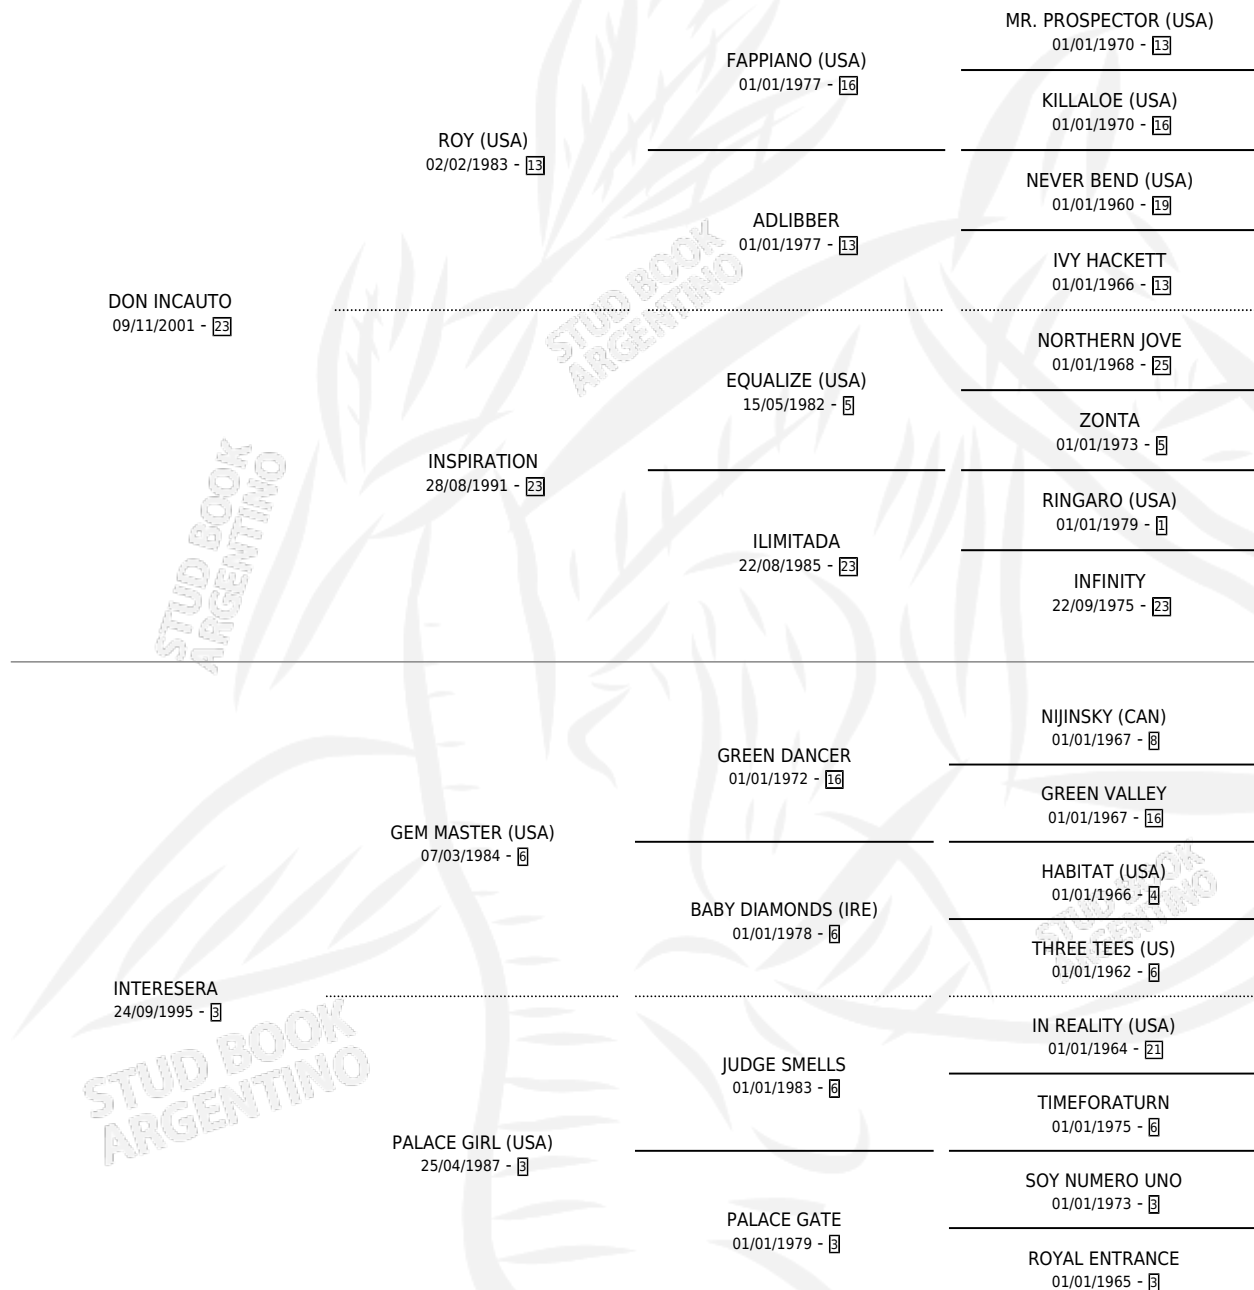 MR. PROSPECTOR (USA)
01/01/1970 - 13
FAPPIANO (USA)
01/01/1977 - 16
KILLALOE (USA)
01/01/1970 - 16
ROY (USA)
02/02/1983 - 13
NEVER BEND (USA)
01/01/1960 - 19
ADLIBBER
01/01/1977 - 13
IVY HACKETT
01/01/1966 - 13
DON INCAUTO
09/11/2001 - 23
NORTHERN JOVE
01/01/1968 - 25
EQUALIZE (USA)
15/05/1982 - 5
ZONTA
01/01/1973 - 5
INSPIRATION
28/08/1991 - 23
RINGARO (USA)
01/01/1979 - 1
ILIMITADA
22/08/1985 - 23
INFINITY
22/09/1975 - 23
STUD BOOK
ARGENTINO
STUD BOOK
ARGENTINO
NIJINSKY (CAN)
01/01/1967 - 8
GREEN DANCER
01/01/1972 - 16
GREEN VALLEY
01/01/1967 - 16
GEM MASTER (USA)
07/03/1984 - 6
HABITAT (USA)
01/01/1966 - 4
BABY DIAMONDS (IRE)
01/01/1978 - 6
THREE TEES (US)
01/01/1962 - 6
INTERESERA
24/09/1995 - 3
IN REALITY (USA)
01/01/1964 - 21
JUDGE SMELLS
01/01/1983 - 6
TIMEFORATURN
01/01/1975 - 6
PALACE GIRL (USA)
25/04/1987 - 3
SOY NUMERO UNO
01/01/1973 - 3
PALACE GATE
01/01/1979 - 3
ROYAL ENTRANCE
01/01/1965 - 3
STUD BOOK
ARGENTINO
STUD BOOK
ARGENTINO